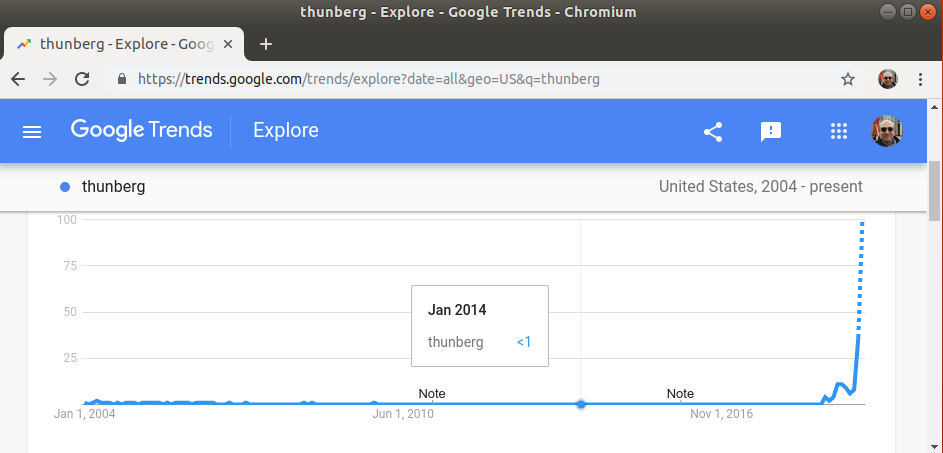 thunberg - Explore - Google Trends - Chromium
thunberg - Explore - Goog
https://trends.google.com/trends/explore?date=all&geo=US&q=thunberg
Google Trends Explore
thunberg United States, 2004 - present
100
75
50
25
Jan 2014
thunberg <1
Note Note
Jan 1, 2004 Jun 1, 2010 Nov 1, 2016